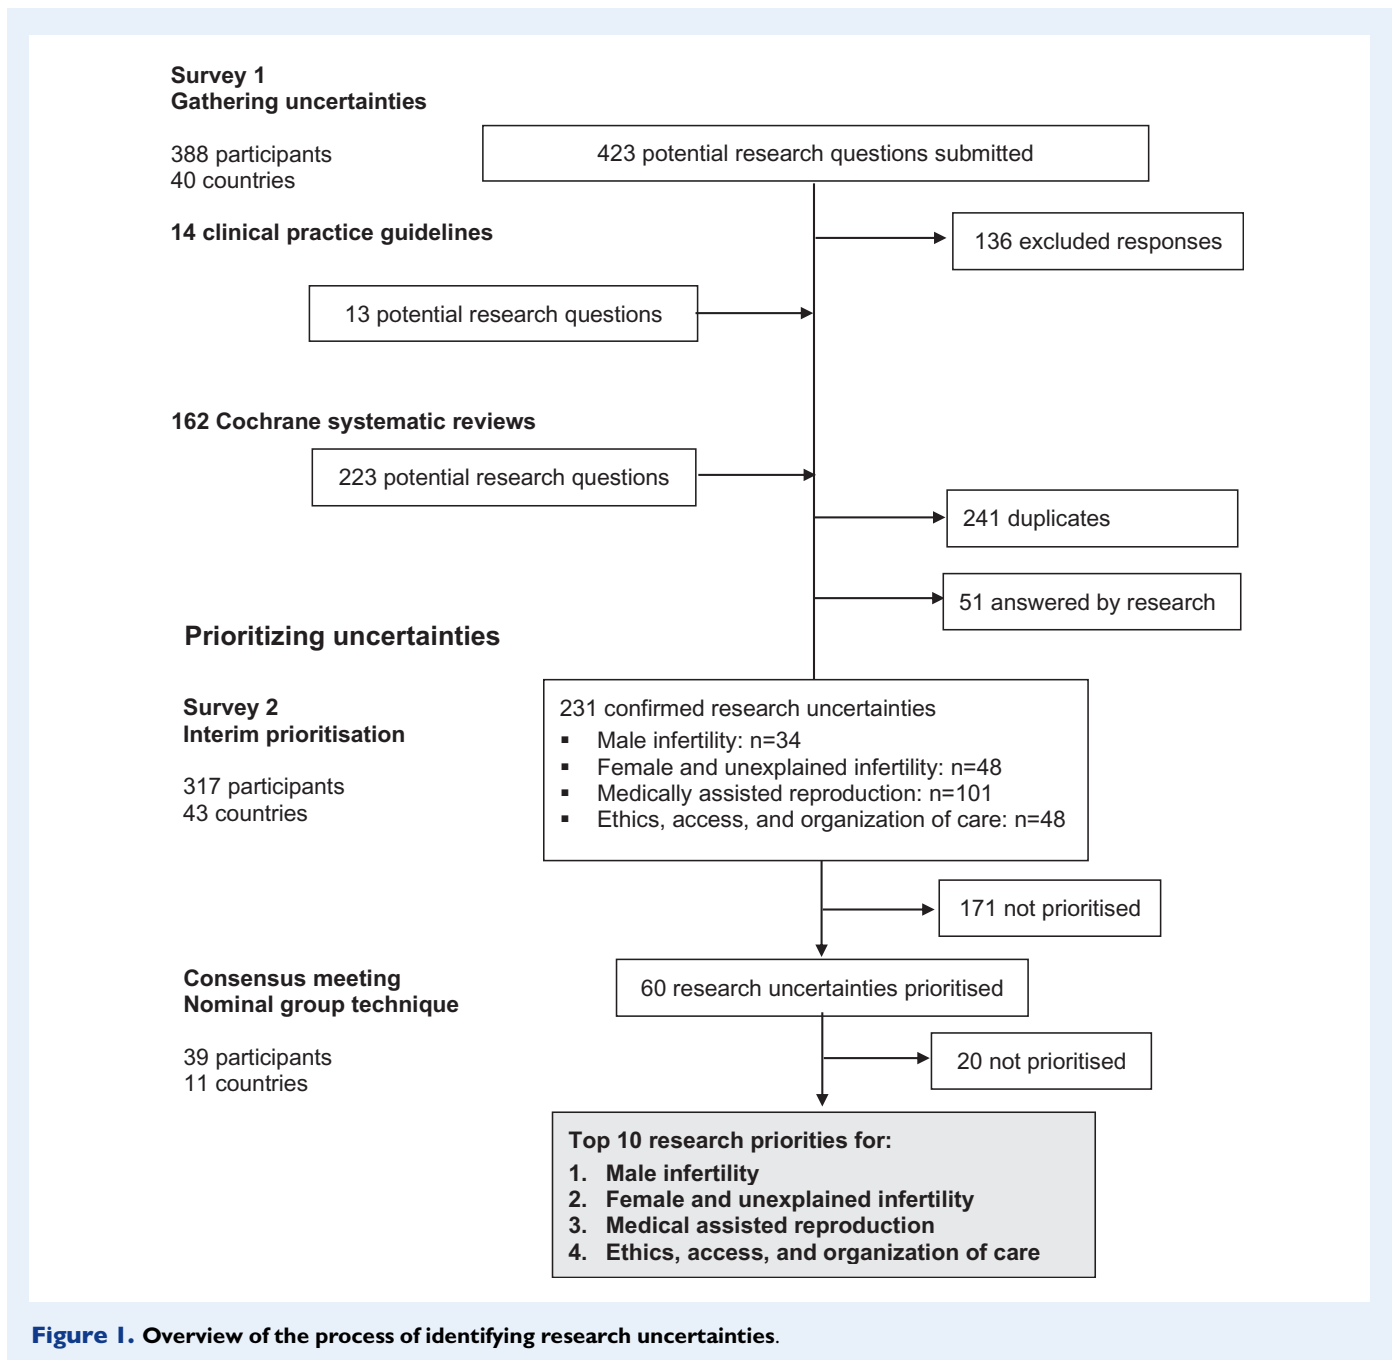 Survey 1
Gathering uncertainties
388 participants
40 countries
423 potential research questions submitted
14 clinical practice guidelines
136 excluded responses
13 potential research questions
162 Cochrane systematic reviews
223 potential research questions
241 duplicates
51 answered by research
Prioritizing uncertainties
Survey 2
Interim prioritisation
317 participants
43 countries
231 confirmed research uncertainties
▪ Male infertility: n=34
▪ Female and unexplained infertility: n=48
▪ Medically assisted reproduction: n=101
▪ Ethics, access, and organization of care: n=48
171 not prioritised
Consensus meeting
Nominal group technique
39 participants
11 countries
60 research uncertainties prioritised
20 not prioritised
Top 10 research priorities for:
1. Male infertility
2. Female and unexplained infertility
3. Medical assisted reproduction
4. Ethics, access, and organization of care
Figure 1. Overview of the process of identifying research uncertainties.